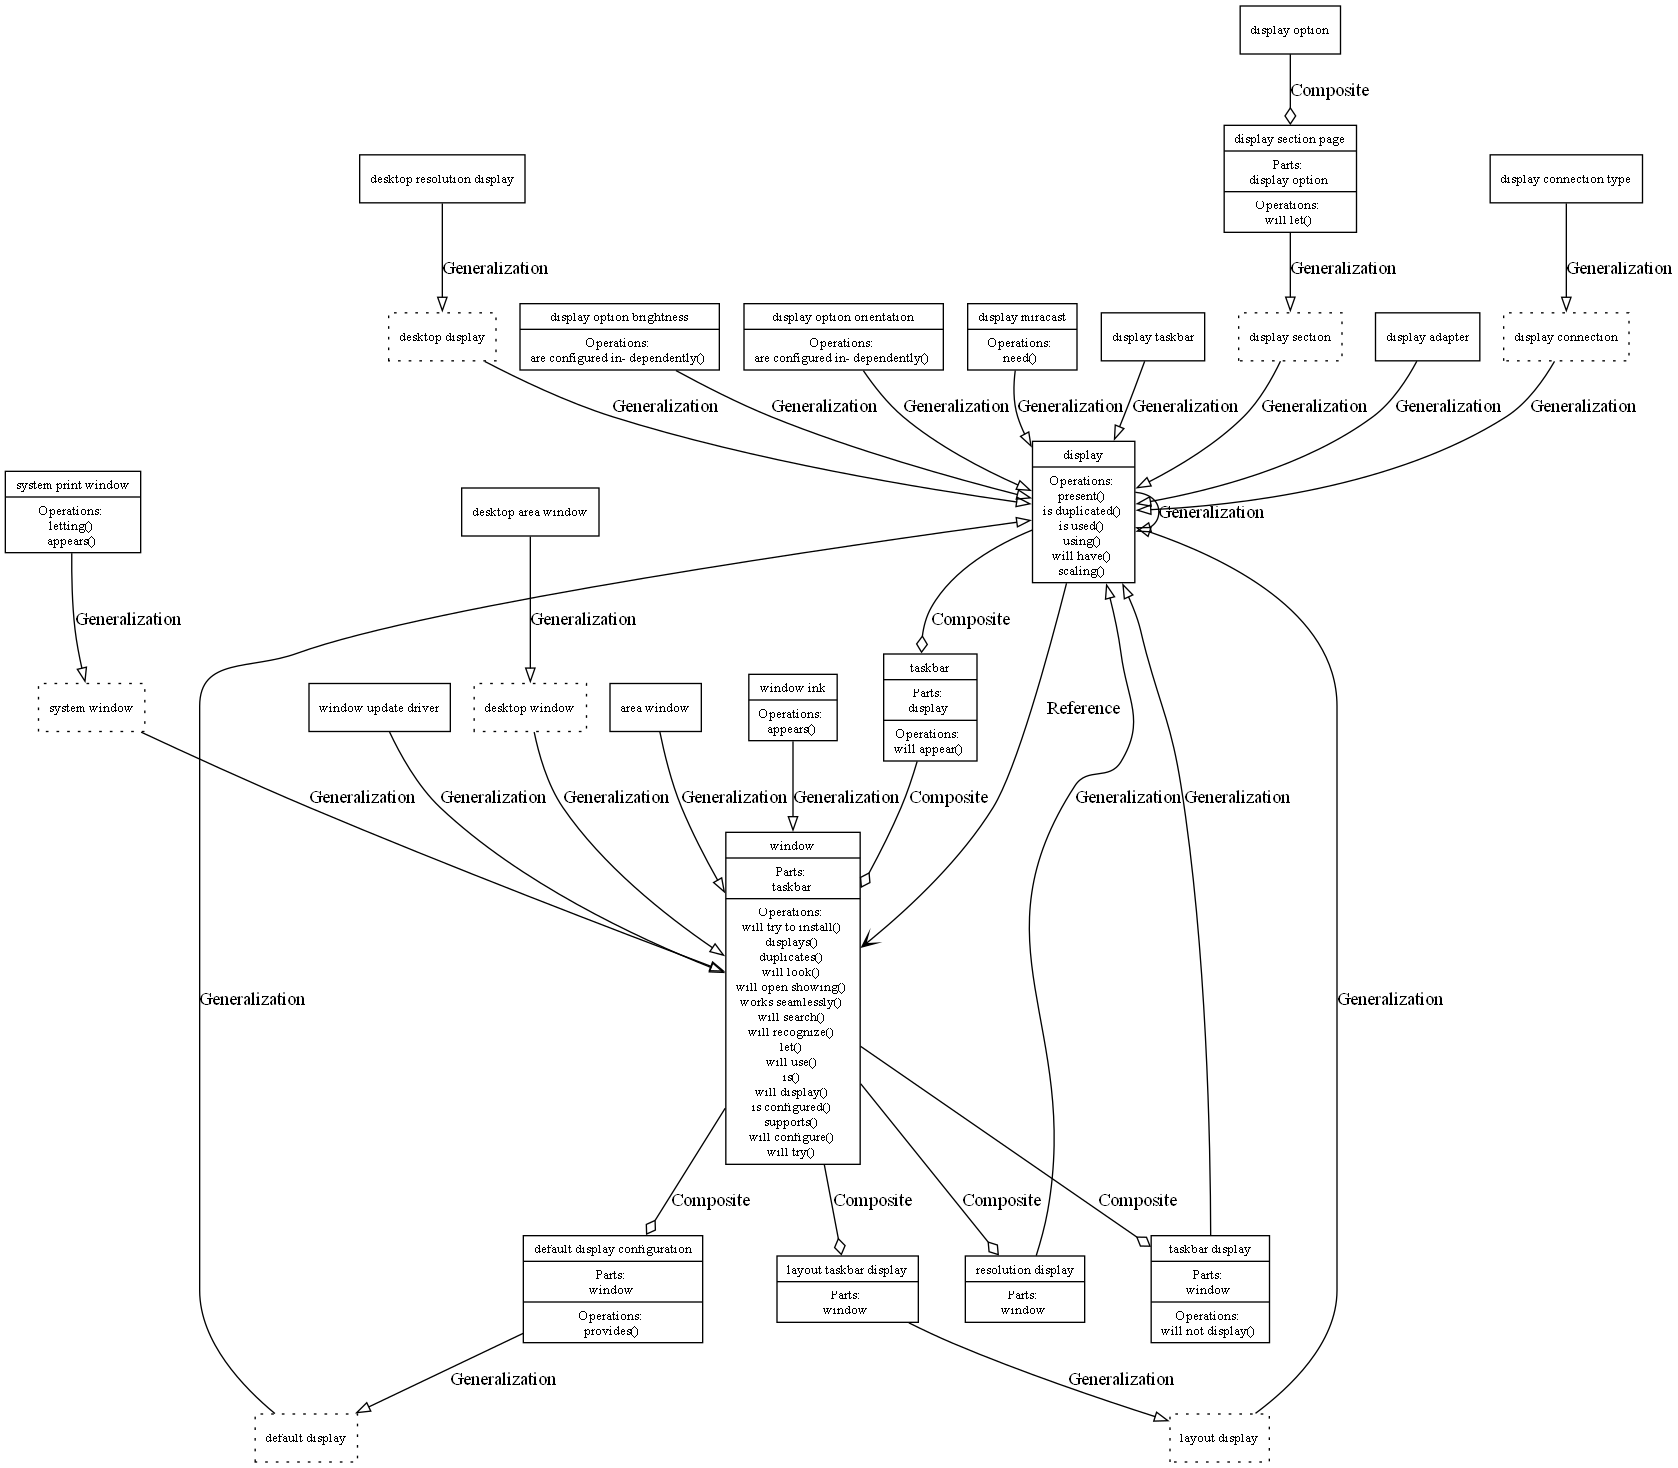 display option
Composite
display section page
Parts:
display option
Operations:
will let()
desktop resolution display
display connection type
Generalization
Generalization
Generalization
desktop display
display option brightness
Operations:
are configured in- dependently()
display option orientation
Operations:
are configured in- dependently()
display miracast
Operations:
need()
display taskbar
display section
display adapter
display connection
Generalization
Generalization
Generalization
Generalization
Generalization
Generalization
Generalization
Generalization
display
Operations:
present()
is duplicated()
is used()
using()
will have()
scaling()
Generalization
system print window
Operations:
letting()
appears()
desktop area window
Generalization
Generalization
Composite
system window
window update driver
desktop window
area window
window ink
Operations:
appears()
taskbar
Parts:
display
Operations:
will appear()
Reference
Generalization
Generalization
Generalization
Generalization
Generalization
Composite
Generalization
Generalization
window
Parts:
taskbar
Operations:
will try to install()
displays()
duplicates()
will look()
will open showing()
works seamlessly()
will search()
will recognize()
let()
will use()
is()
will display()
is configured()
supports()
will configure()
will try()
Generalization
Generalization
Composite
Composite
Composite
Composite
default display configuration
Parts:
window
Operations:
provides()
layout taskbar display
Parts:
window
resolution display
Parts:
window
taskbar display
Parts:
window
Operations:
will not display()
Generalization
Generalization
default display
layout display